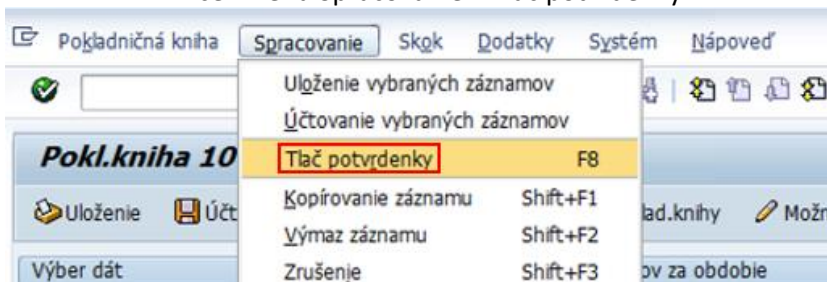 Pokladničná kniha Spracovanie Skok Dodatky Systém Nápoveď
Uloženie vybraných záznamov
Účtovanie vybraných záznamov
Pokl.kniha 10
Tlač potvrdenky F8
Kopírovanie záznamu Shift+F1
Uloženie Účt lad.knihy Možn
Výmaz záznamu Shift+F2
Výber dát Zrušenie Shift+F3 ov za obdobie